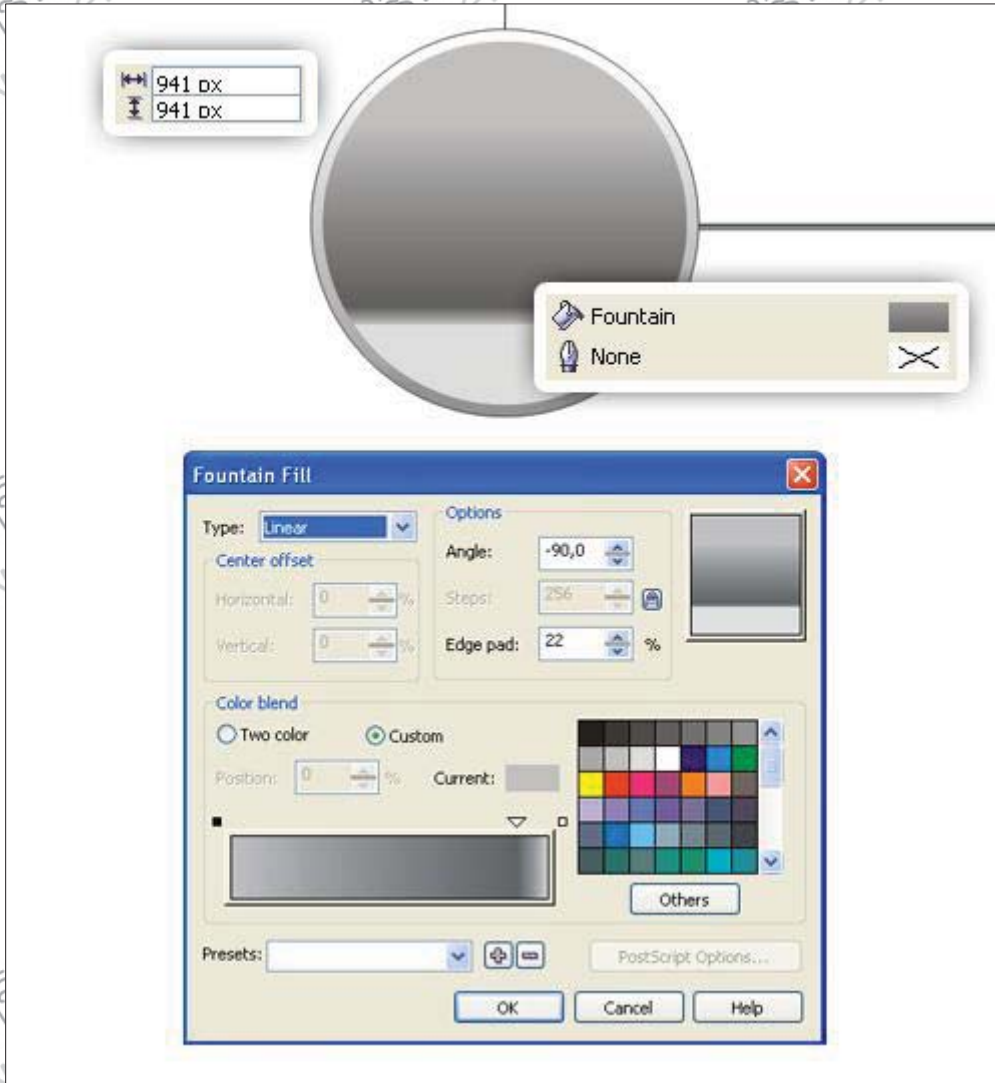 941 px
941 px
Fountain
None
Fountain Fill
Type: Linear
Center offset
Horizontal: 0 %
Vertical: 0 %
Options
Angle: -90,0
Steps: 256
Edge pad: 22 %
Color blend
Two color Custom
Position: 0 % Current:
Others
Presets:
PostScript Options...
OK Cancel Help